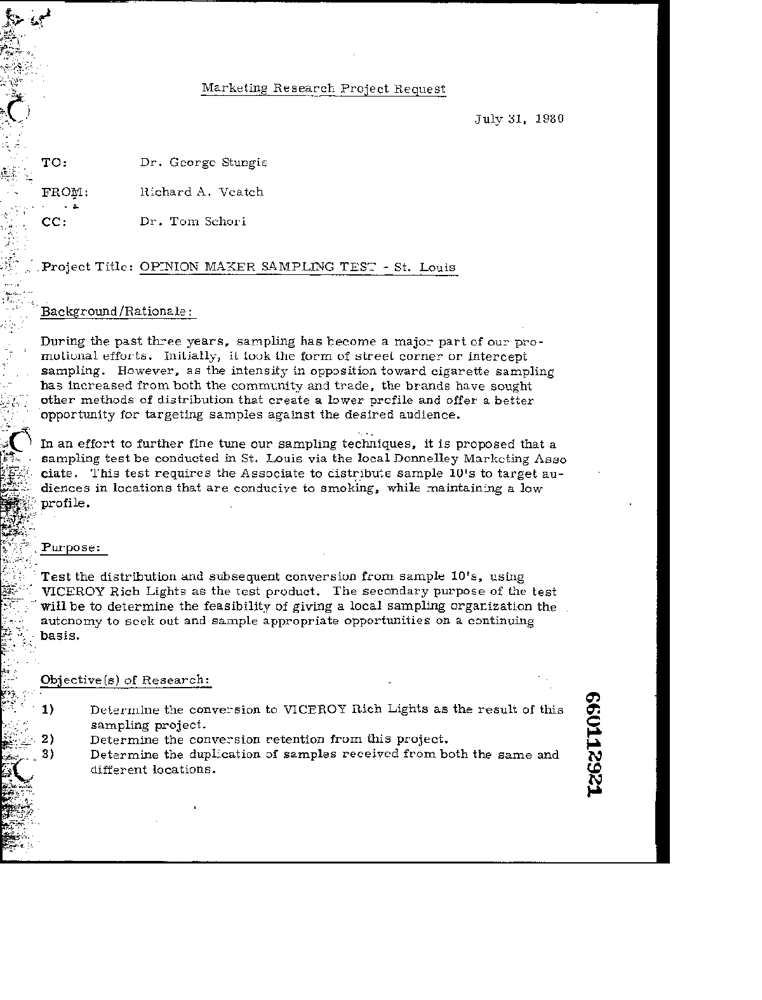 Marketing Research Project Request
July 31, 1980
TO: Dr. George Stungis
FROM: Richard A. Veatch
CC: Dr. Tom Schori
Project Title: OPINION MAKER SAMPLING TEST - St. Louis
Background/Rationale:
During the past three years, sampling has become a major part of our pro-
motional efforts. Initially, it took the form of street corner or intercept
sampling. However, as the intensity in opposition toward cigarette sampling
has increased from both the community and trade, the brands have sought
other methods of distribution that create a lower profile and offer a better
opportunity for targeting samples against the desired audience.
In an effort to further fine tune our sampling techniques, it is proposed that a
sampling test be conducted in St. Louis via the local Donnelley Marketing Asso
ciate. This test requires the Associate to distribute sample 10's to target au-
diences in locations that are conducive to smoking, while maintaining a low
profile.
Purpose:
Test the distribution and subsequent conversion from sample 10's, using
VICEROY Rich Lights as the test product. The secondary purpose of the test
will be to determine the feasibility of giving a local sampling organization the
autonomy to seek out and sample appropriate opportunities on a continuing
basis.
Objective(s) of Research:
1) Determine the conversion to VICEROY Rich Lights as the result of this
sampling project.
2) Determine the conversion retention from this project.
3) Determine the duplication of samples received from both the same and
different locations.
660112921